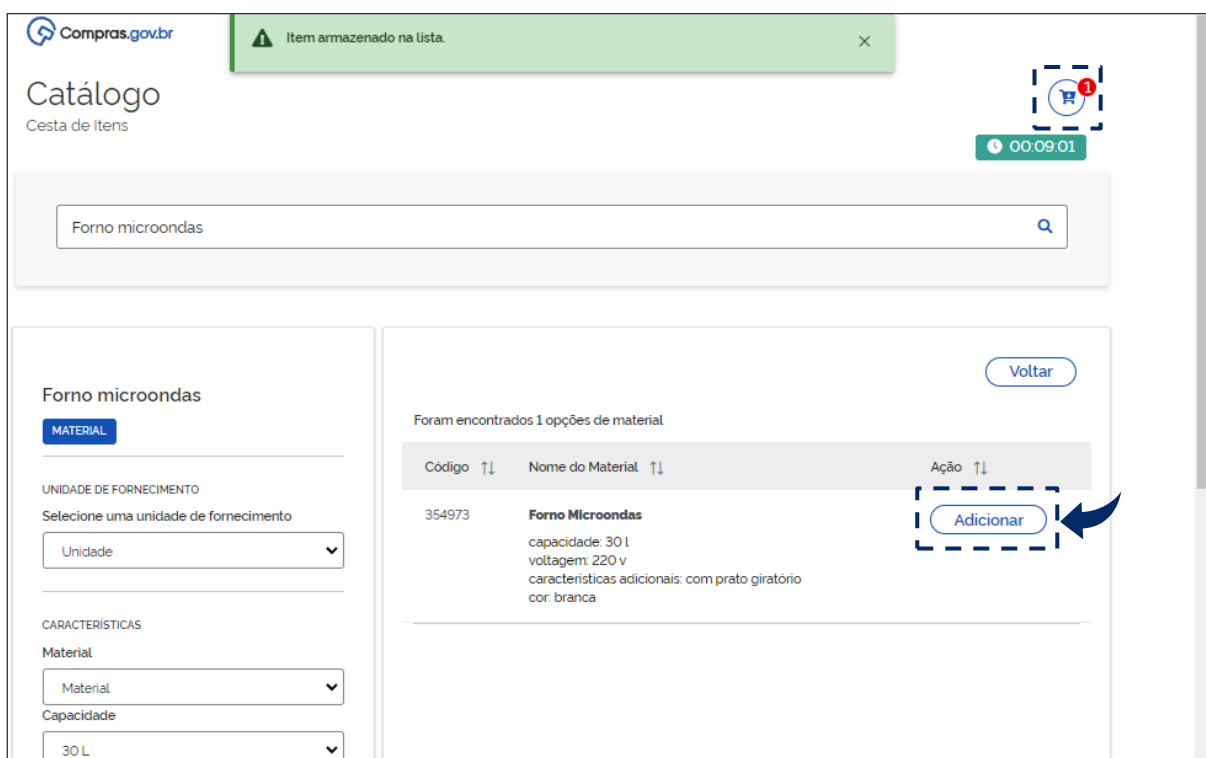 Compras.gov.br
Item armazenado na lista.
Catálogo
Cesta de Itens
1
00:09:01
Forno microondas
Voltar
Forno microondas
MATERIAL
Foram encontrados 1 opções de material
Código
Nome do Material
Ação
UNIDADE DE FORNECIMENTO
Selecione uma unidade de fornecimento
Unidade
354973
Forno Microondas
Adicionar
capacidade: 30 l
voltagem: 220 v
características adicionais: com prato giratório
cor: branca
CARACTERÍSTICAS
Material
Material
Capacidade
30 L